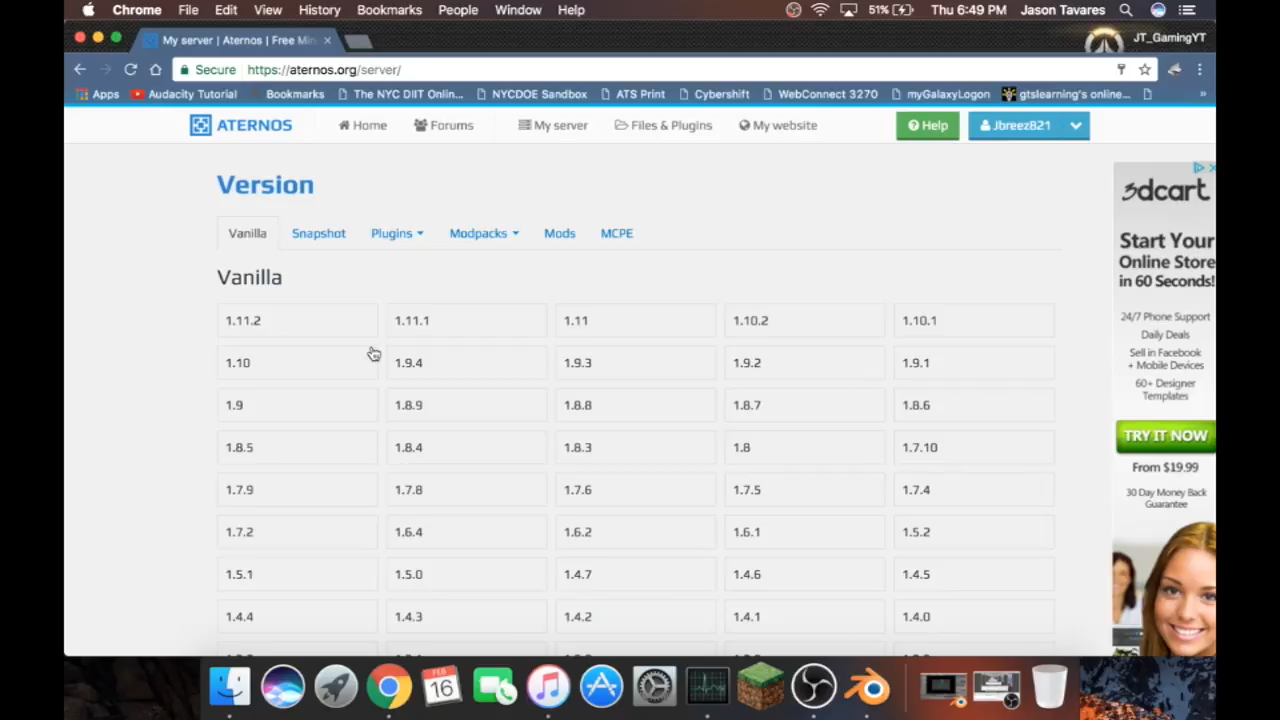 Chrome File Edit View History Bookmarks People Window Help 51% Thu 6:49 PM Jason Tavares
My server | Aternos | Free Min JT_GamingYT
Secure https://aternos.org/server/
Apps Audacity Tutorial Bookmarks The NYC DIIT Onlin... NYCDOE Sandbox ATS Print Cybershift WebConnect 3270 myGalaxyLogon gtslearning's online... »
ATERNOS Home Forums My server Files & Plugins My website Help Jbreez821
Version
Vanilla Snapshot Plugins Modpacks Mods MCPE
Vanilla
1.11.2 1.11.1 1.11 1.10.2 1.10.1
1.10 1.9.4 1.9.3 1.9.2 1.9.1
1.9 1.8.9 1.8.8 1.8.7 1.8.6
1.8.5 1.8.4 1.8.3 1.8 1.7.10
1.7.9 1.7.8 1.7.6 1.7.5 1.7.4
1.7.2 1.6.4 1.6.2 1.6.1 1.5.2
1.5.1 1.5.0 1.4.7 1.4.6 1.4.5
1.4.4 1.4.3 1.4.2 1.4.1 1.4.0
3dcart
Start Your
Online Store
in 60 Seconds!
24/7 Phone Support
Daily Deals
Sell in Facebook
+ Mobile Devices
60+ Designer
Templates
TRY IT NOW
From $19.99
30 Day Money Back
Guarantee
FEB
16